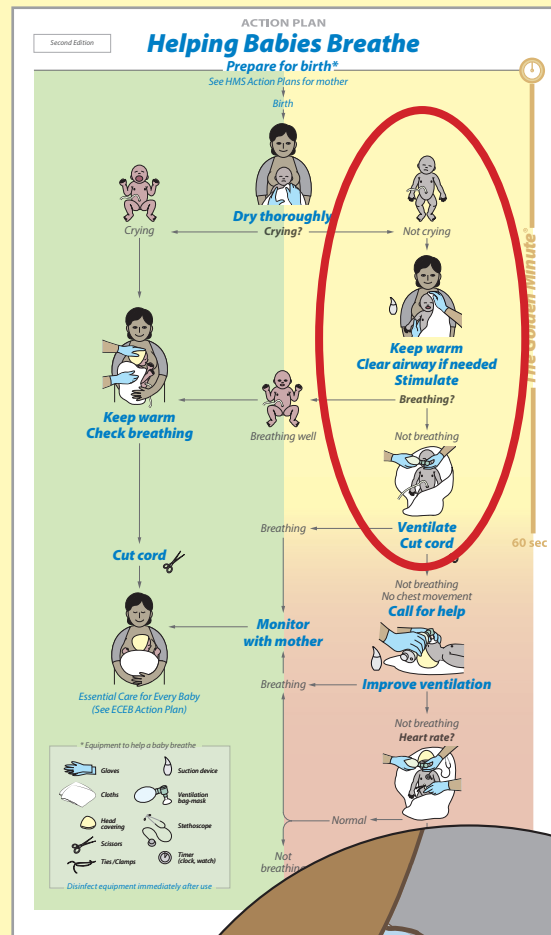 ACTION PLAN
Second Edition
Helping Babies Breathe
Prepare for birth*
See HMS Action Plans for mother
Birth
Dry thoroughly
Crying
Crying?
Not crying
The Golden Minute®
Keep warm
Clear airway if needed
Stimulate
Breathing?
Keep warm
Check breathing
Breathing well
Not breathing
Breathing
Ventilate
Cut cord
60 sec
Cut cord
Not breathing
No chest movement
Call for help
Monitor
with mother
Breathing
Improve ventilation
Essential Care for Every Baby
(See ECEB Action Plan)
Not breathing
Heart rate?
* Equipment to help a baby breathe
Gloves
Suction device
Cloths
Ventilation
bag-mask
Head
covering
Stethoscope
Scissors
Ties/Clamps
Timer
(clock, watch)
Disinfect equipment immediately after use
Normal
Not
breathing